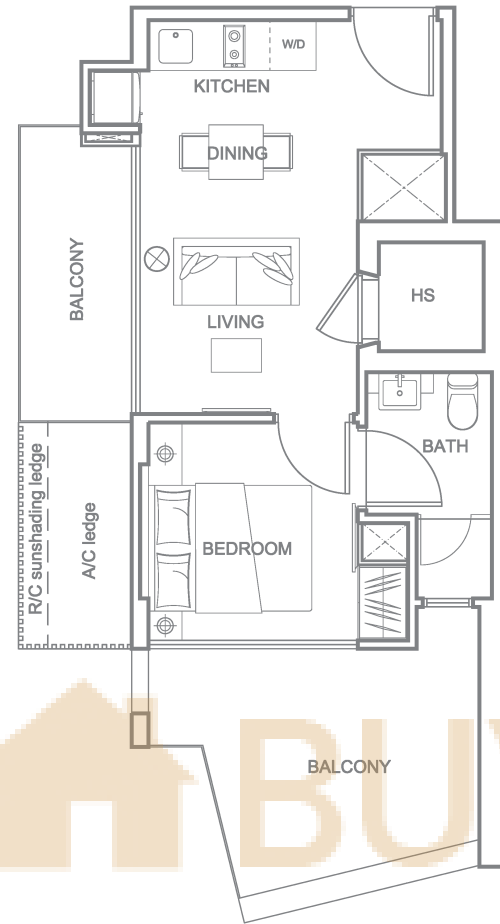 W/D
KITCHEN
DINING
BALCONY
LIVING
HS
BATH
R/C sunshading ledge
A/C ledge
BEDROOM
BALCONY
BU